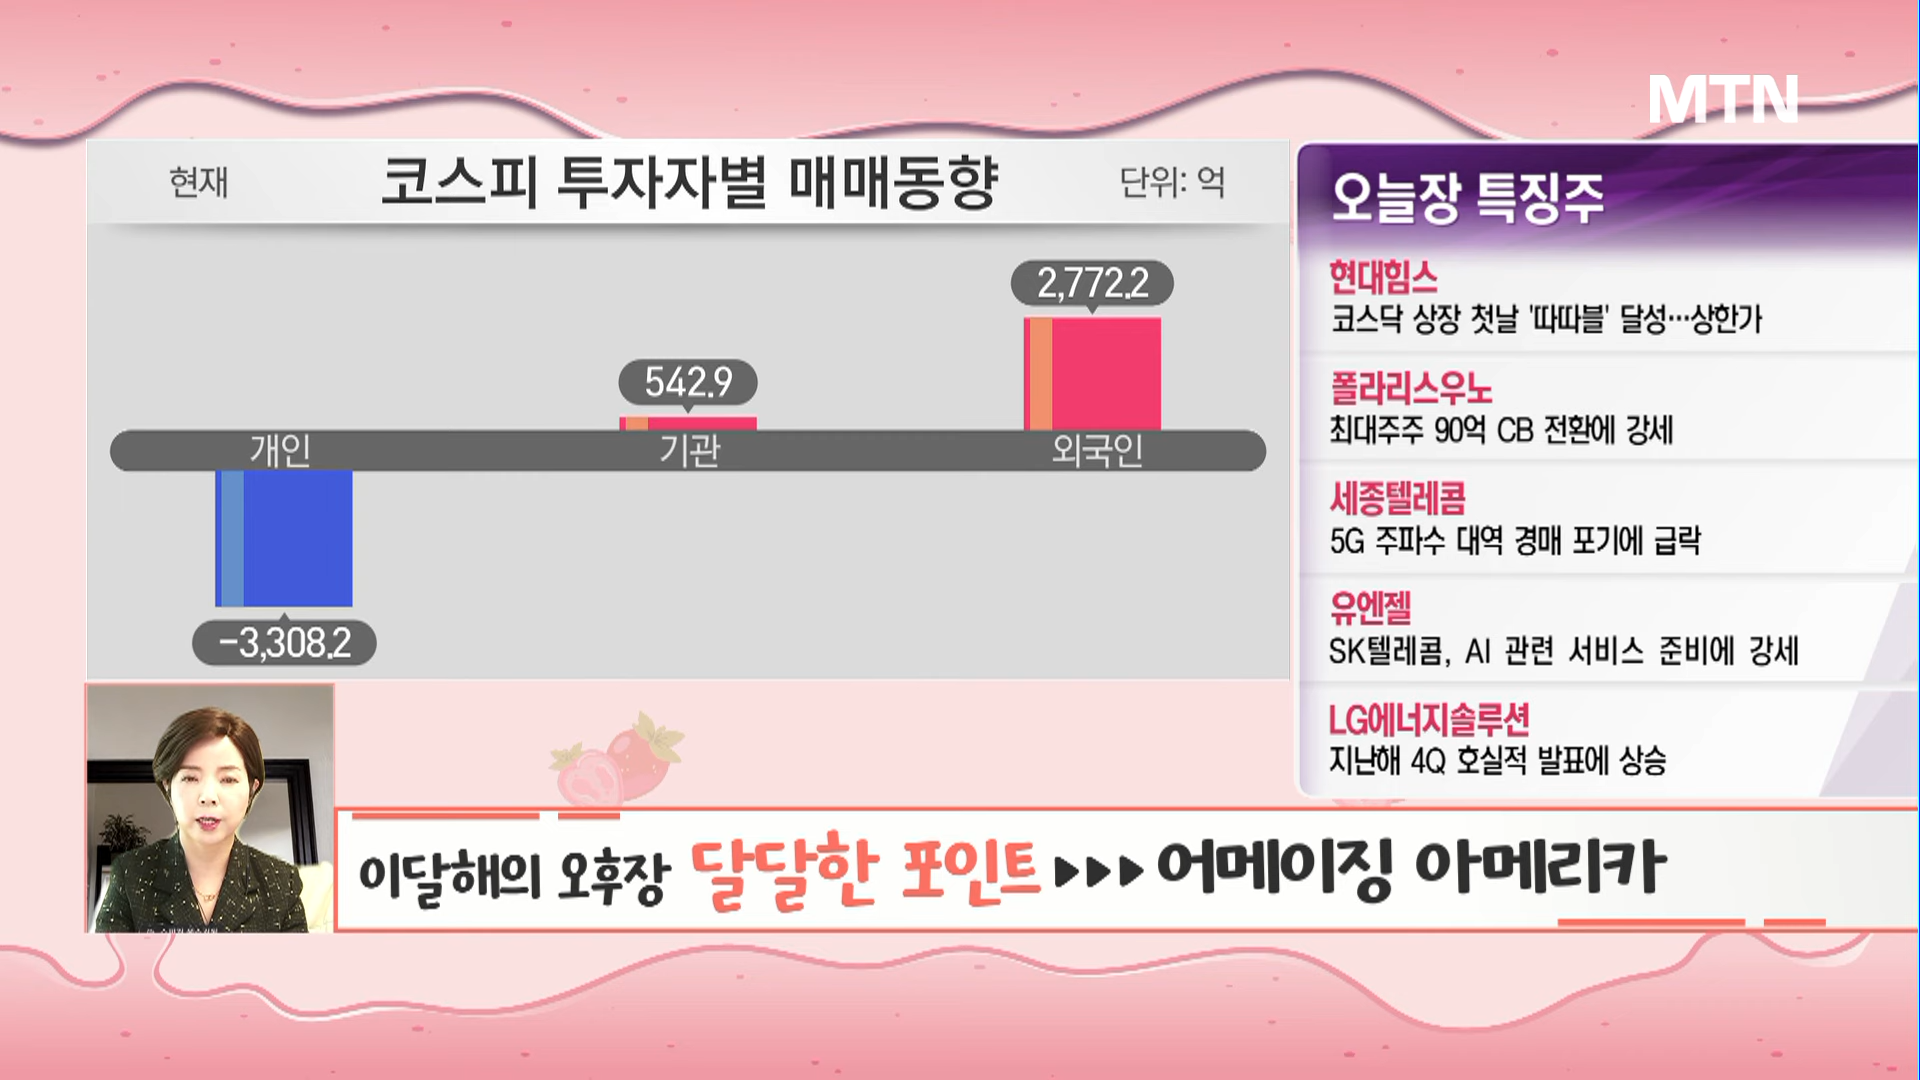 MTN
현재
코스피 투자자별 매매동향
단위: 억
2,772.2
542.9
개인
기관
외국인
-3,308.2
오늘장 특징주
현대힘스
코스닥 상장 첫날 '따따블' 달성…상한가
폴라리스우노
최대주주 90억 CB 전환에 강세
세종텔레콤
5G 주파수 대역 경매 포기에 급락
유엔젤
SK텔레콤, AI 관련 서비스 준비에 강세
LG에너지솔루션
지난해 4Q 호실적 발표에 상승
이달해의 오후장 달달한 포인트▶▶▶어메이징 아메리카